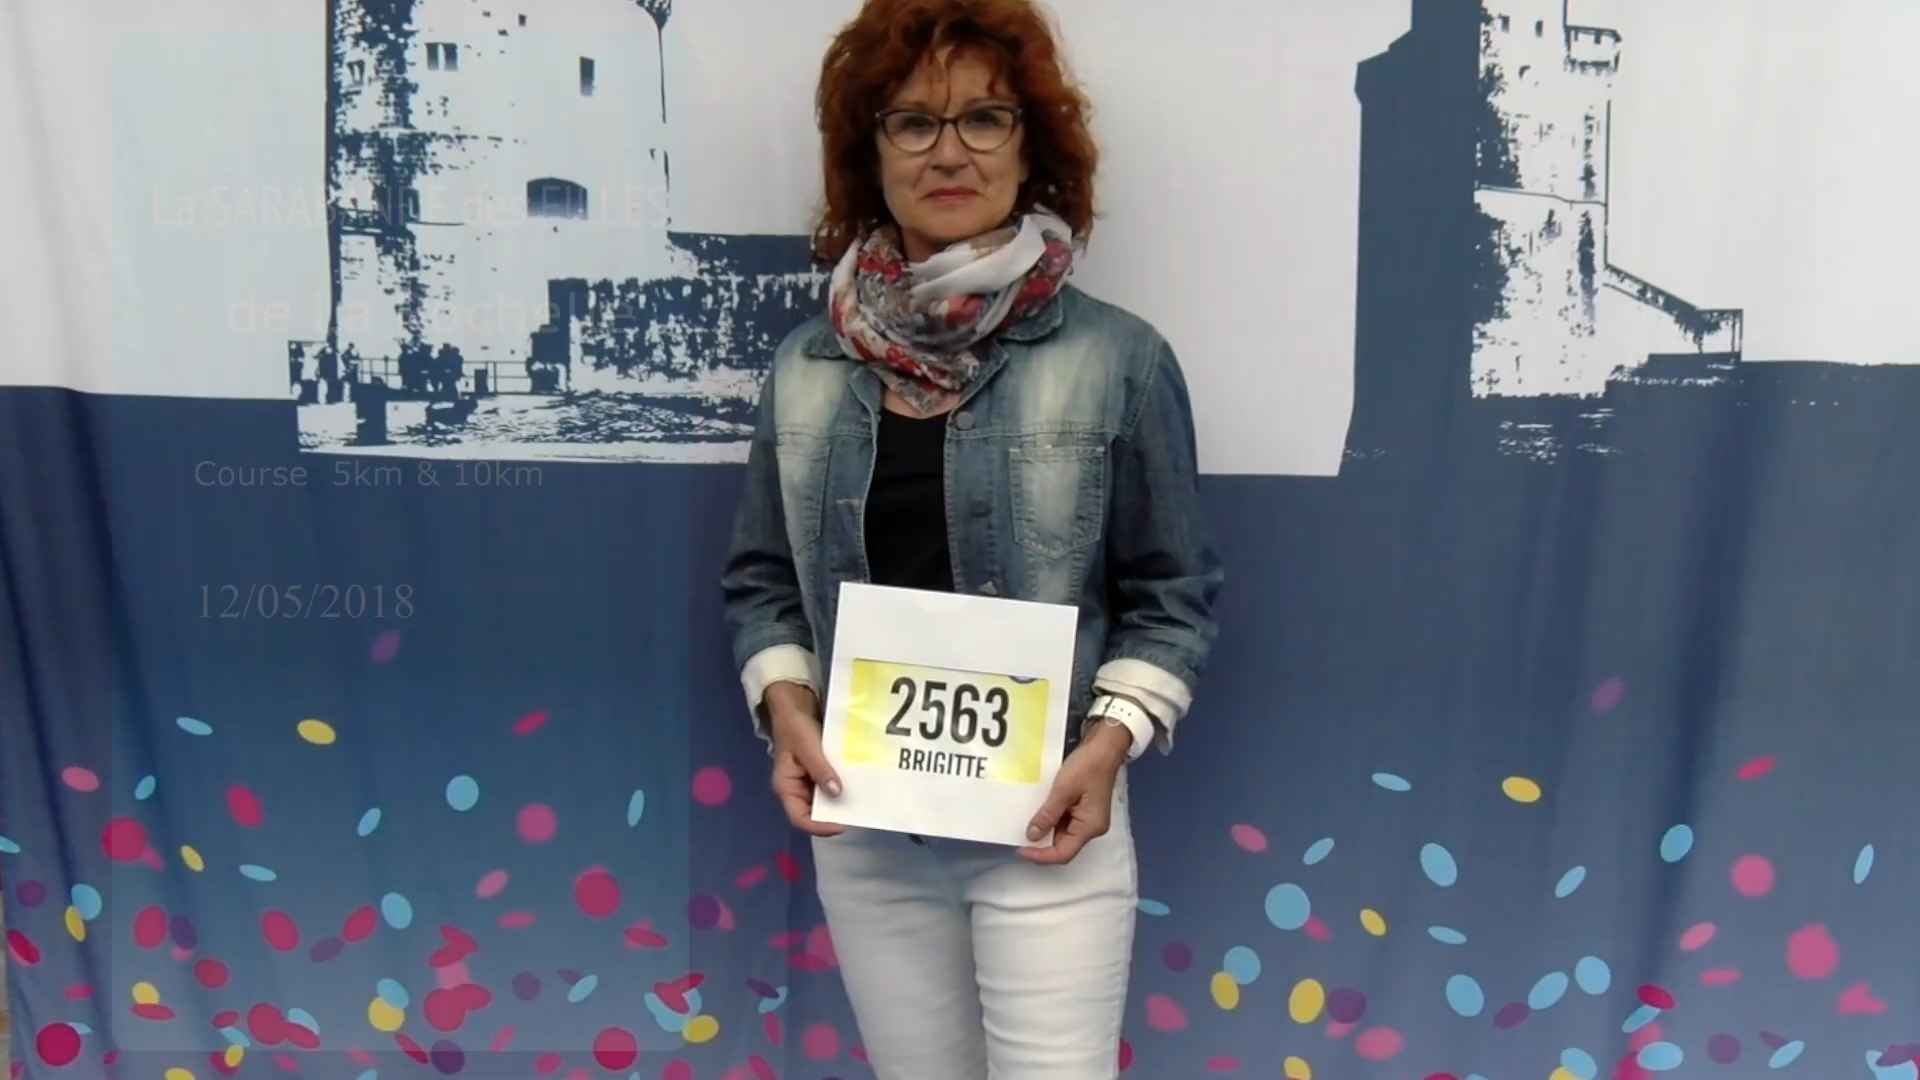 La SARABANDE des FILLES
de La Rochelle
Course 5km & 10km
12/05/2018
2563
BRIGITTE